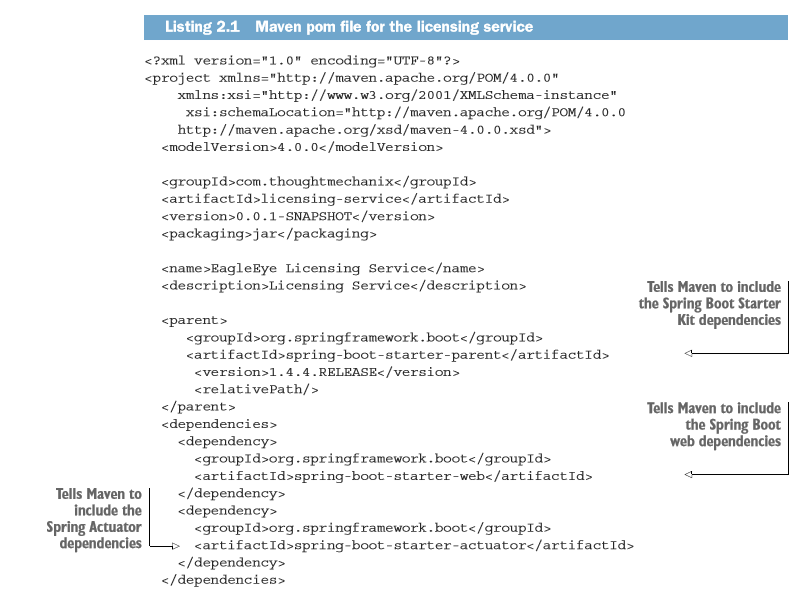 Listing 2.1 Maven pom file for the licensing service
<?xml version="1.0" encoding="UTF-8"?>
<project xmlns="http://maven.apache.org/POM/4.0.0"
    xmlns:xsi="http://www.w3.org/2001/XMLSchema-instance"
     xsi:schemaLocation="http://maven.apache.org/POM/4.0.0
    http://maven.apache.org/xsd/maven-4.0.0.xsd">
  <modelVersion>4.0.0</modelVersion>

  <groupId>com.thoughtmechanix</groupId>
  <artifactId>licensing-service</artifactId>
  <version>0.0.1-SNAPSHOT</version>
  <packaging>jar</packaging>

  <name>EagleEye Licensing Service</name>
  <description>Licensing Service</description>

  <parent>
     <groupId>org.springframework.boot</groupId>
     <artifactId>spring-boot-starter-parent</artifactId>
      <version>1.4.4.RELEASE</version>
      <relativePath/>
  </parent>
Tells Maven to include
the Spring Boot Starter
Kit dependencies
  <dependencies>
    <dependency>
      <groupId>org.springframework.boot</groupId>
      <artifactId>spring-boot-starter-web</artifactId>
    </dependency>
Tells Maven to include
the Spring Boot
web dependencies
    <dependency>
      <groupId>org.springframework.boot</groupId>
      <artifactId>spring-boot-starter-actuator</artifactId>
    </dependency>
  </dependencies>
Tells Maven to
include the
Spring Actuator
dependencies